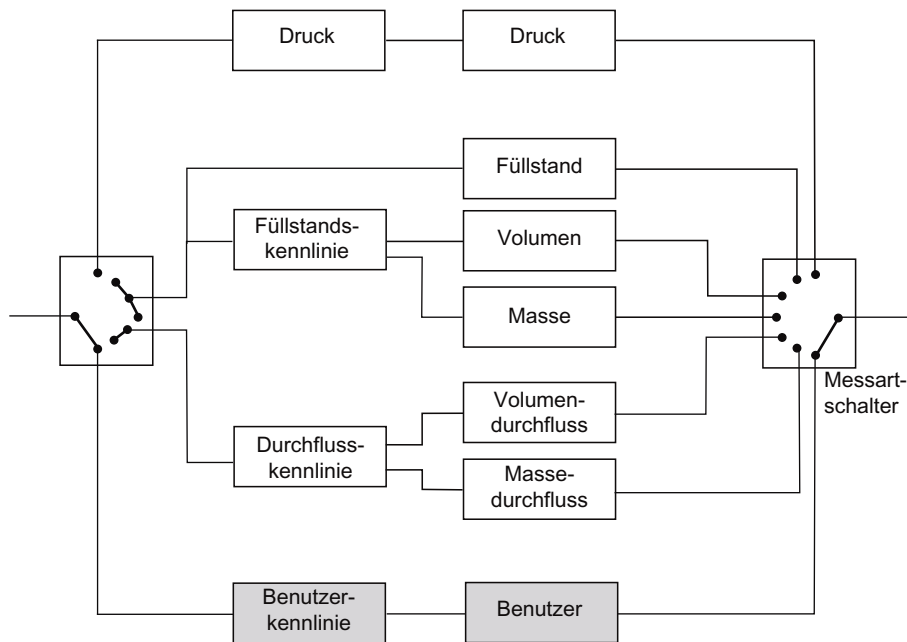 Druck
Druck
Füllstand
Füllstands-
kennlinie
Volumen
Masse
Messart-
schalter
Volumen-
durchfluss
Durchfluss-
kennlinie
Masse-
durchfluss
Benutzer-
kennlinie
Benutzer